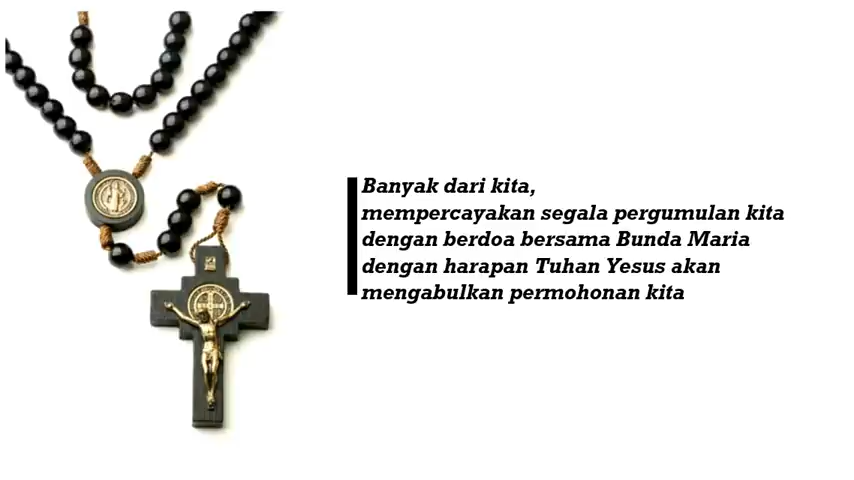 Banyak dari kita,
mempercayakan segala pergumulan kita
dengan berdoa bersama Bunda Maria
dengan harapan Tuhan Yesus akan
mengabulkan permohonan kita